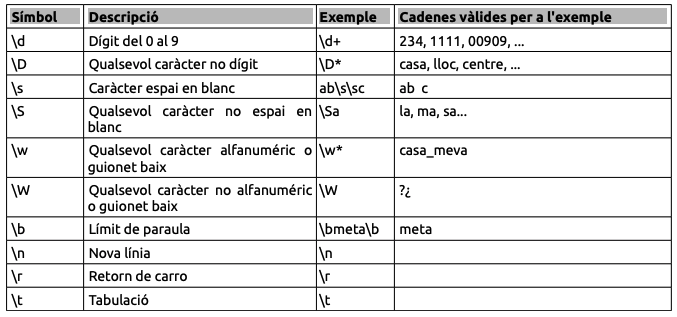 Símbol Descripció Exemple Cadenes vàlides per a l'exemple
\d Dígit del 0 al 9 \d+ 234, 1111, 00909, ...
\D Qualsevol caràcter no dígit \D* casa, lloc, centre, ...
\s Caràcter espai en blanc ab\s\sc ab  c
\S Qualsevol caràcter no espai en \Sa la, ma, sa...
blanc
\w Qualsevol caràcter alfanuméric o \w* casa_meva
guionet baix
\W Qualsevol caràcter no alfanuméric \W ?¿
o guionet baix
\b Límit de paraula \bmeta\b meta
\n Nova línia \n
\r Retorn de carro \r
\t Tabulació \t